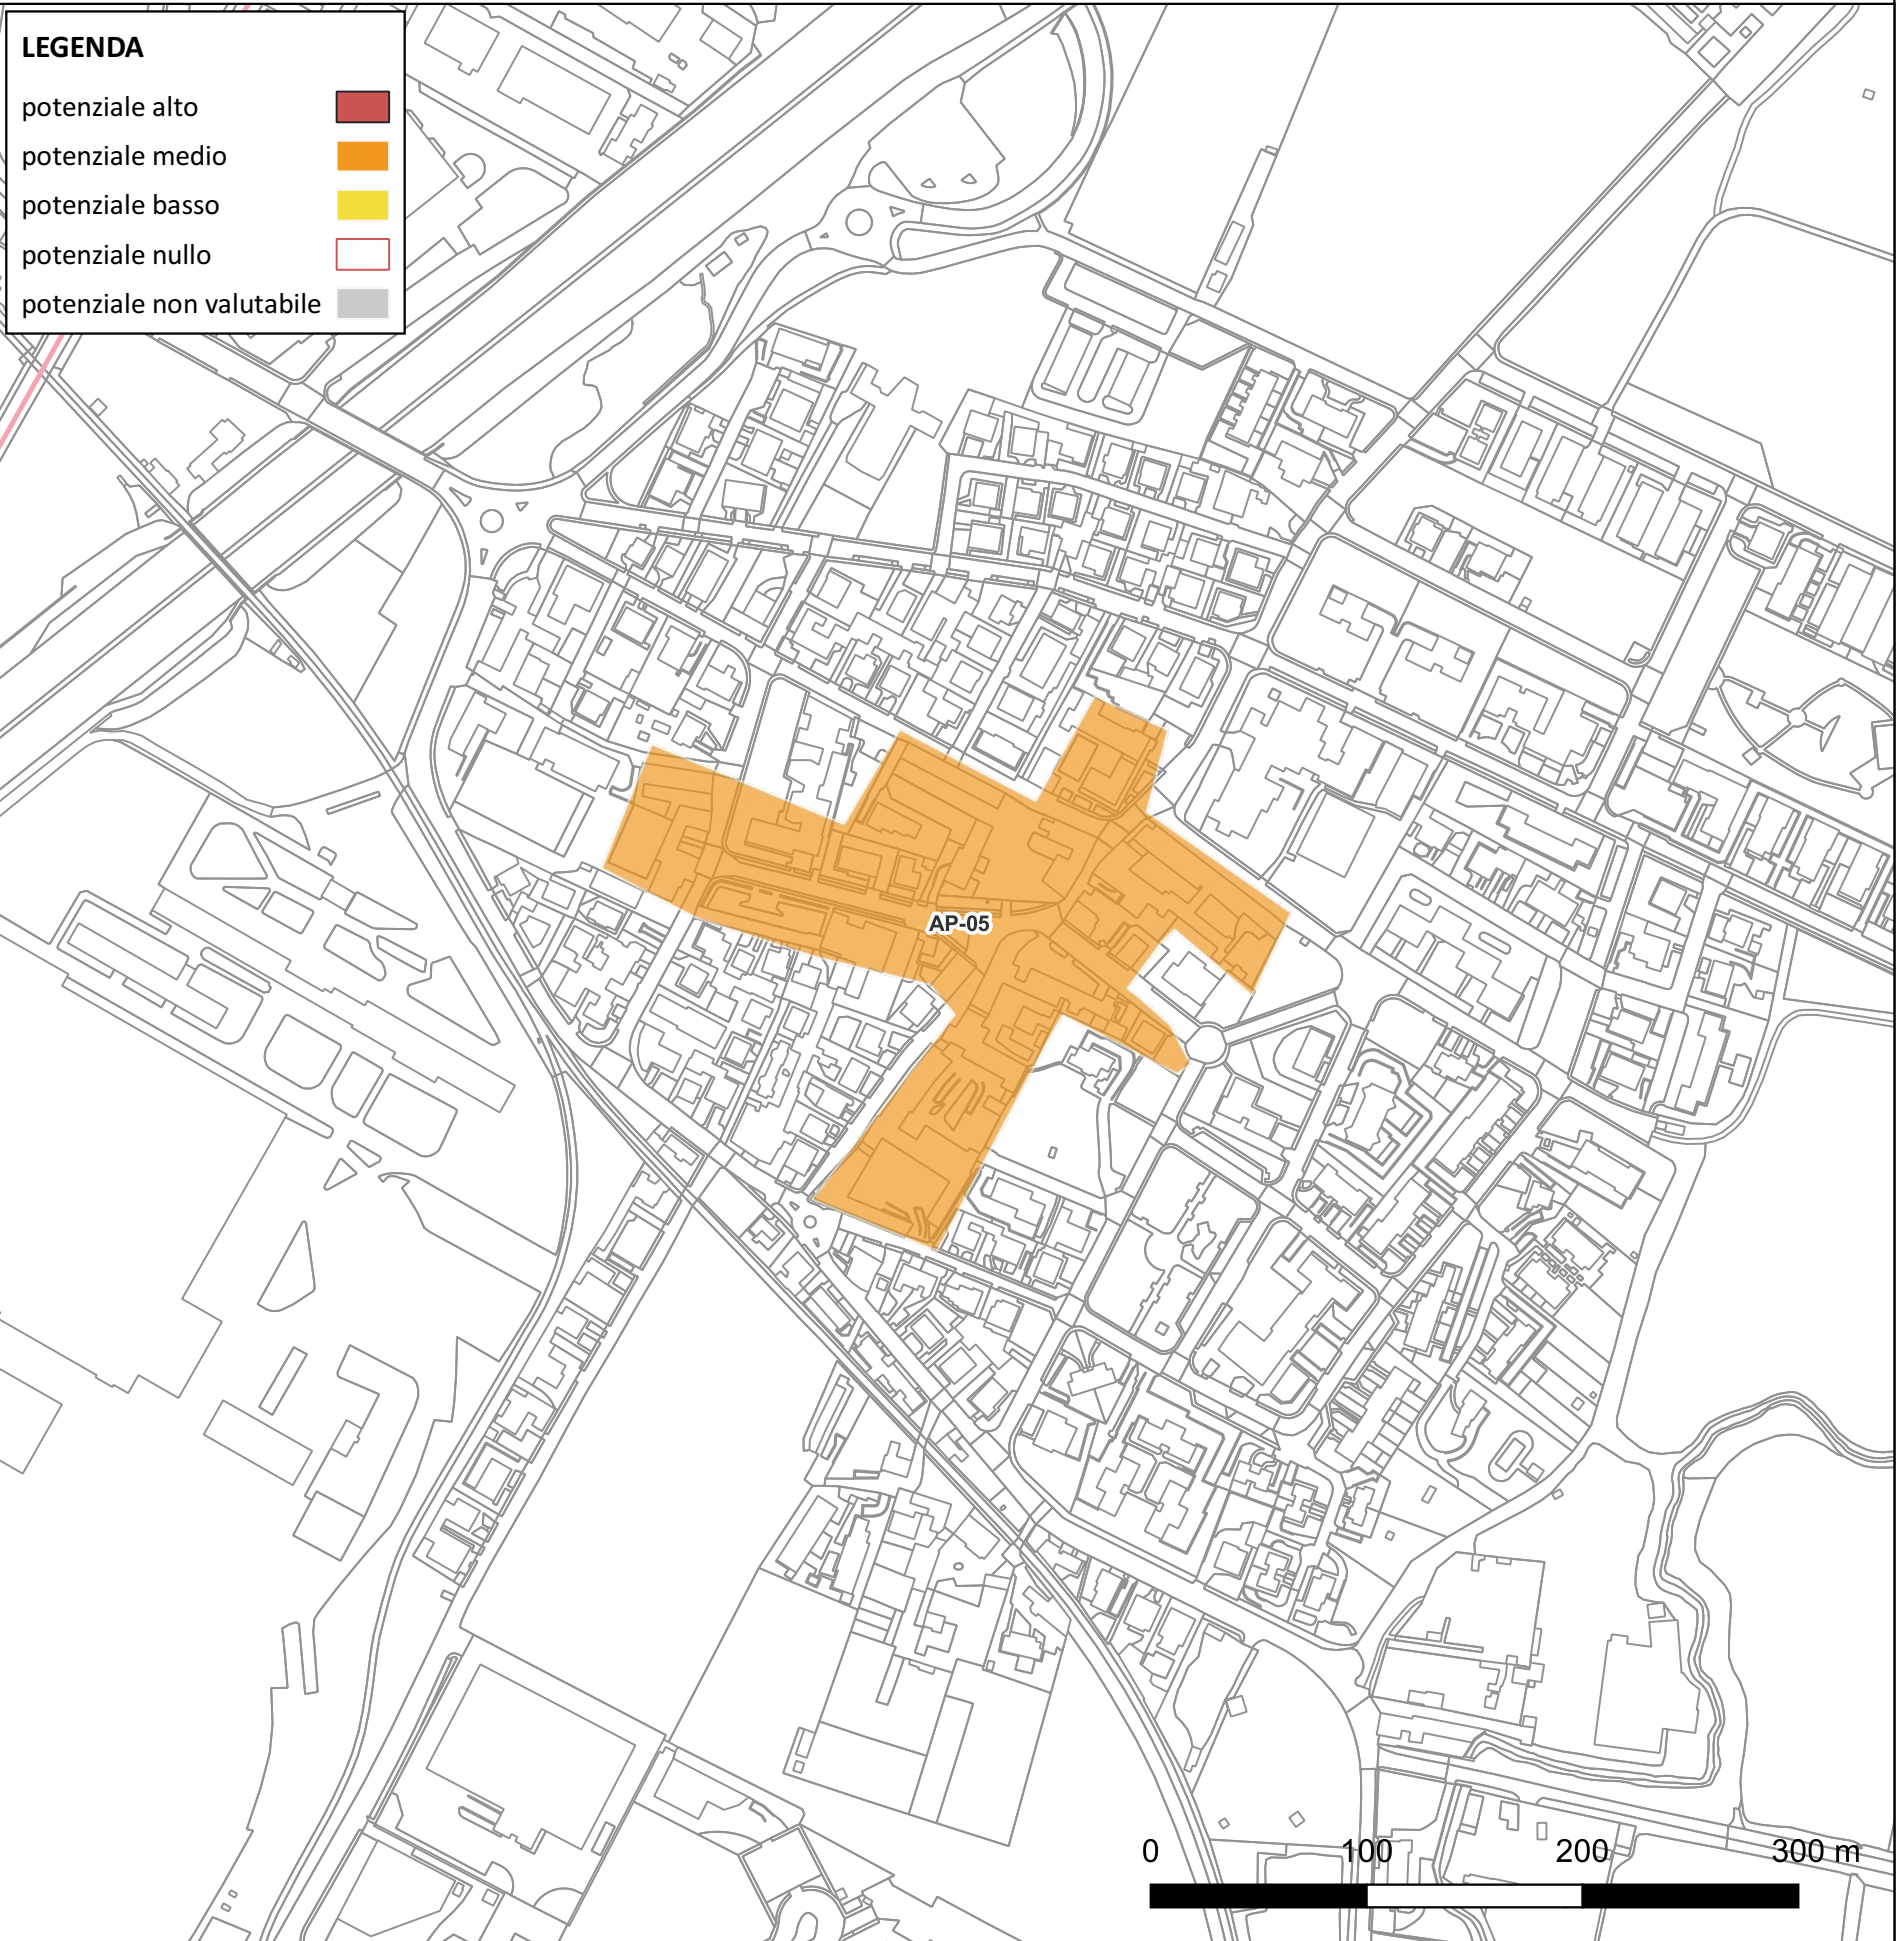 LEGENDA
potenziale alto
potenziale medio
potenziale basso
potenziale nullo
potenziale non valutabile
AP-05
0 100 200 300 m